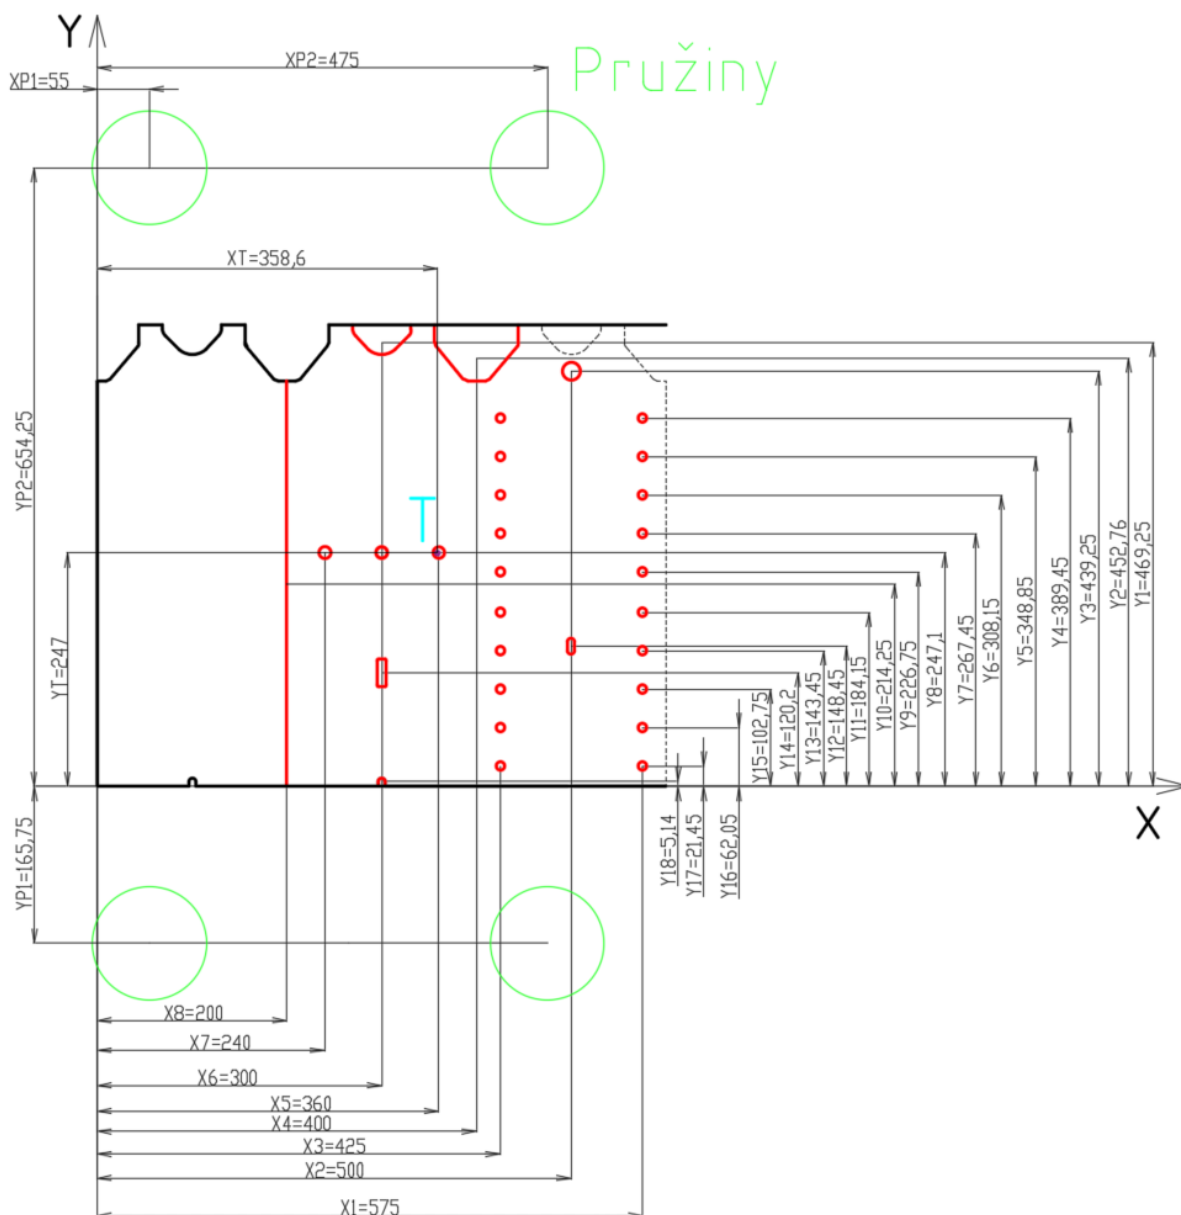 Y
XP2=475
Pružiny
XP1=55
XT=358,6
YP2=654,25
T
YT=247
YP1=165,75
Y1=469,25
Y2=452,76
Y3=439,25
Y4=389,45
Y5=348,85
Y6=308,15
Y7=267,45
Y8=247,1
Y9=226,75
Y10=214,25
Y11=184,15
Y12=148,45
Y13=143,45
Y14=120,2
Y15=102,75
Y16=62,05
Y17=21,45
Y18=5,14
X
X8=200
X7=240
X6=300
X5=360
X4=400
X3=425
X2=500
X1=575